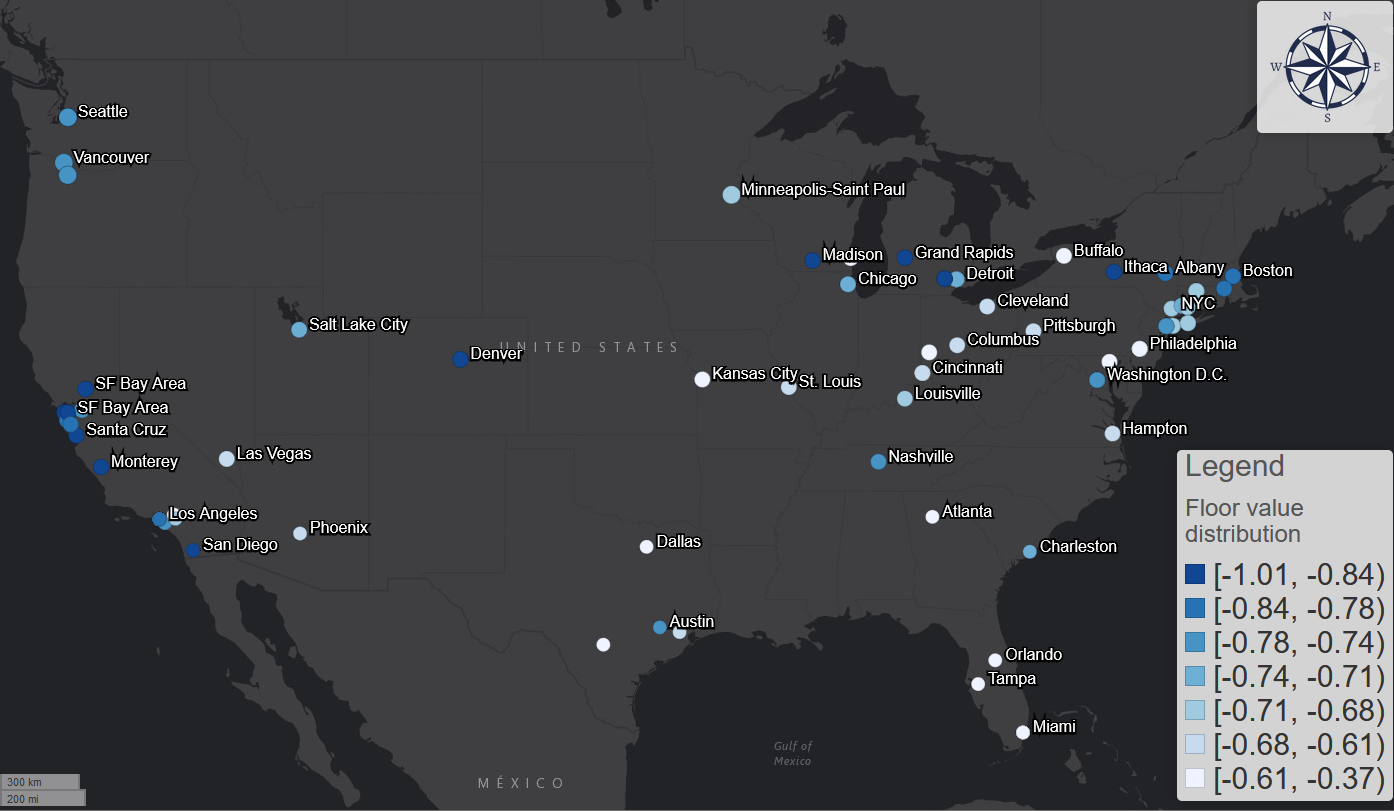 N
W E
S
Seattle
Vancouver
Minneapolis-Saint Paul
Madison
Grand Rapids
Buffalo
Ithaca
Albany
Boston
Chicago
Detroit
Cleveland
NYC
Salt Lake City
Pittsburgh
Columbus
UNITED STATES
Denver
Philadelphia
Cincinnati
Kansas City
St. Louis
Washington D.C.
SF Bay Area
Louisville
SF Bay Area
Santa Cruz
Hampton
Las Vegas
Nashville
Monterey
Los Angeles
Atlanta
Phoenix
San Diego
Dallas
Charleston
Austin
Orlando
Tampa
Miami
Gulf of
Mexico
MÉXICO
300 km
200 mi
Legend
Floor value
distribution
[-1.01, -0.84)
[-0.84, -0.78)
[-0.78, -0.74)
[-0.74, -0.71)
[-0.71, -0.68)
[-0.68, -0.61)
[-0.61, -0.37)